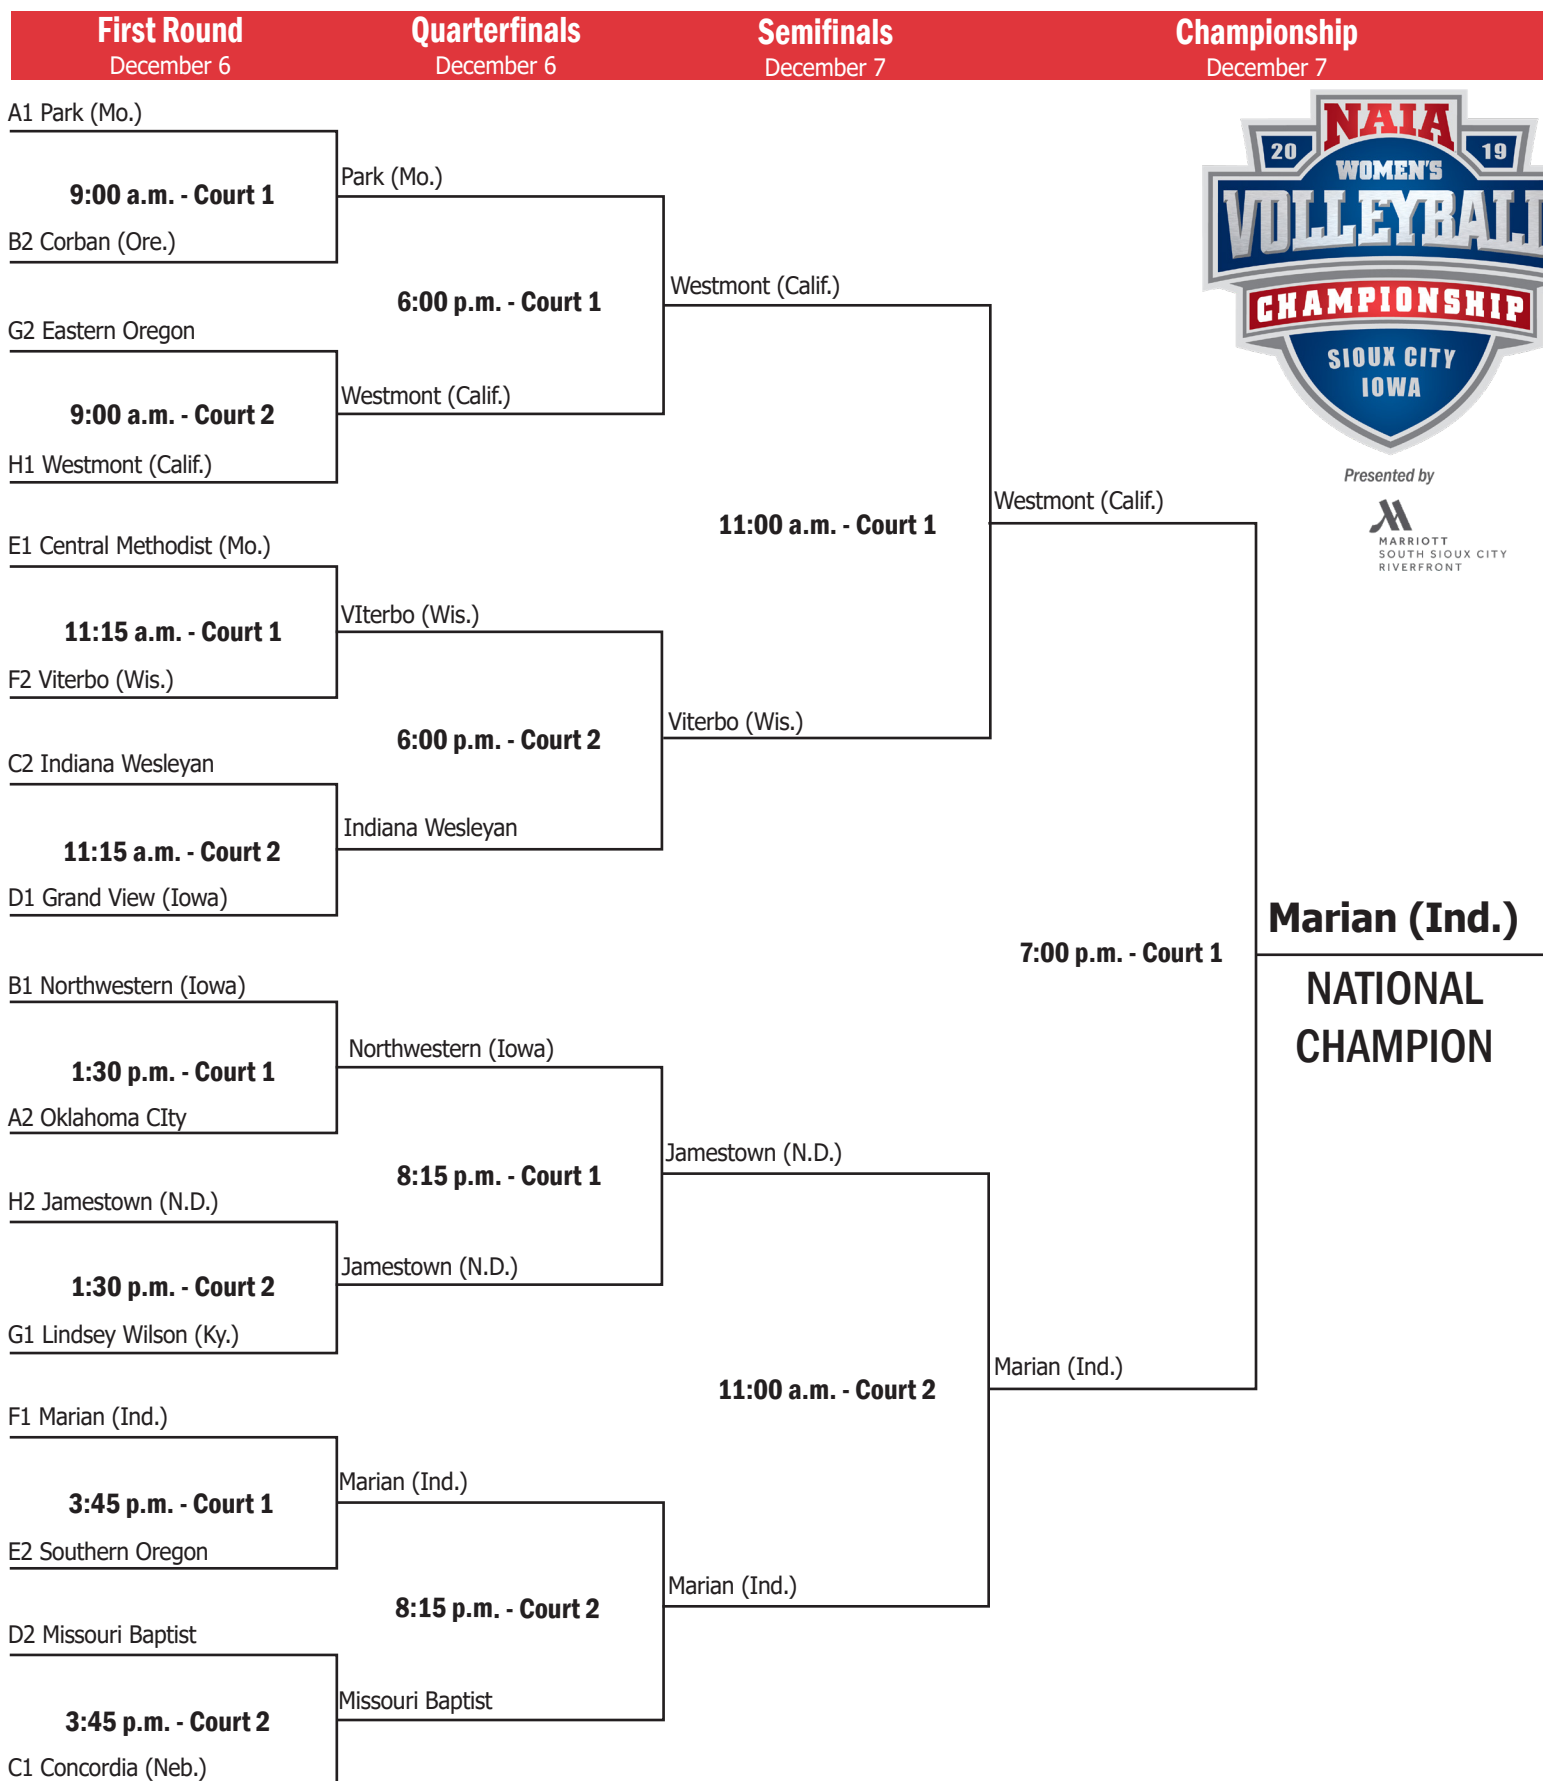 First Round
December 6
Quarterfinals
December 6
Semifinals
December 7
Championship
December 7
NAIA
20 19
WOMEN'S
VOLLEYBALL
CHAMPIONSHIP
SIOUX CITY
IOWA
Presented by
MARRIOTT
SOUTH SIOUX CITY
RIVERFRONT
A1 Park (Mo.)
9:00 a.m. - Court 1
B2 Corban (Ore.)
G2 Eastern Oregon
9:00 a.m. - Court 2
H1 Westmont (Calif.)
E1 Central Methodist (Mo.)
11:15 a.m. - Court 1
F2 Viterbo (Wis.)
C2 Indiana Wesleyan
11:15 a.m. - Court 2
D1 Grand View (Iowa)
B1 Northwestern (Iowa)
1:30 p.m. - Court 1
A2 Oklahoma CIty
H2 Jamestown (N.D.)
1:30 p.m. - Court 2
G1 Lindsey Wilson (Ky.)
F1 Marian (Ind.)
3:45 p.m. - Court 1
E2 Southern Oregon
D2 Missouri Baptist
3:45 p.m. - Court 2
C1 Concordia (Neb.)
Park (Mo.)
6:00 p.m. - Court 1
Westmont (Calif.)
VIterbo (Wis.)
6:00 p.m. - Court 2
Indiana Wesleyan
Northwestern (Iowa)
8:15 p.m. - Court 1
Jamestown (N.D.)
Marian (Ind.)
8:15 p.m. - Court 2
Missouri Baptist
Westmont (Calif.)
11:00 a.m. - Court 1
Viterbo (Wis.)
Jamestown (N.D.)
11:00 a.m. - Court 2
Marian (Ind.)
Westmont (Calif.)
7:00 p.m. - Court 1
Marian (Ind.)
Marian (Ind.)
NATIONAL
CHAMPION